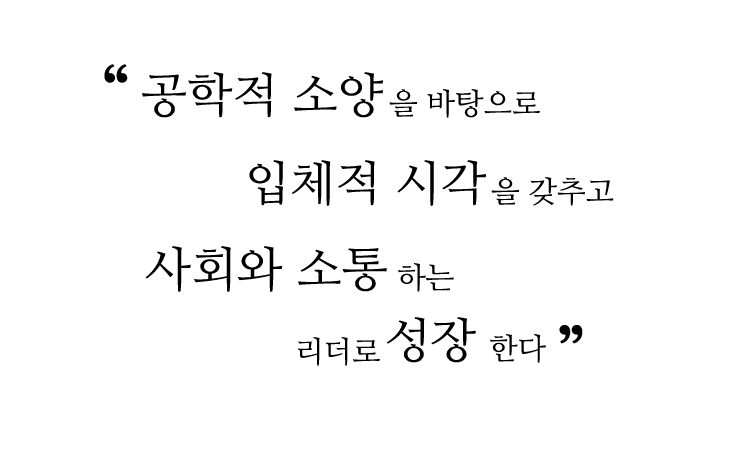 “ 공학적 소양을 바탕으로
입체적 시각을 갖추고
사회와 소통 하는
리더로 성장 한다 ”